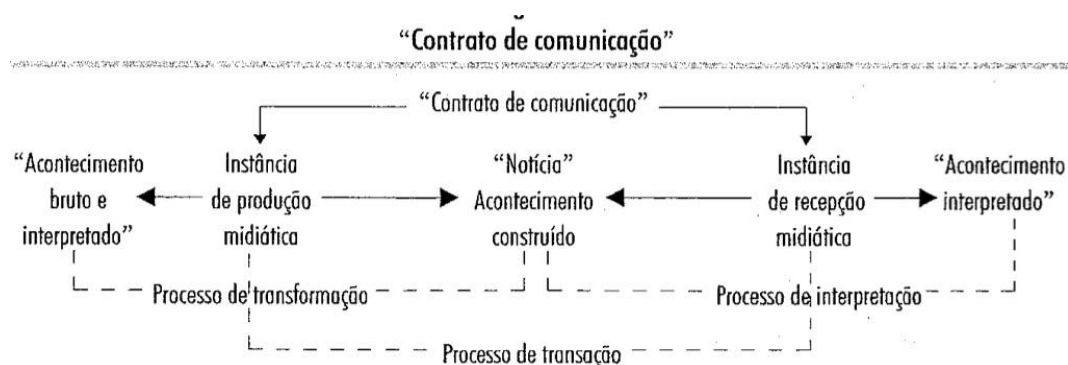 “Contrato de comunicação”
“Contrato de comunicação”
“Acontecimento
bruto e
interpretado”
Instância
de produção
midiática
“Notícia”
Acontecimento
construído
Instância
de recepção
midiática
“Acontecimento
interpretado”
Processo de transformação
Processo de interpretação
Processo de transação